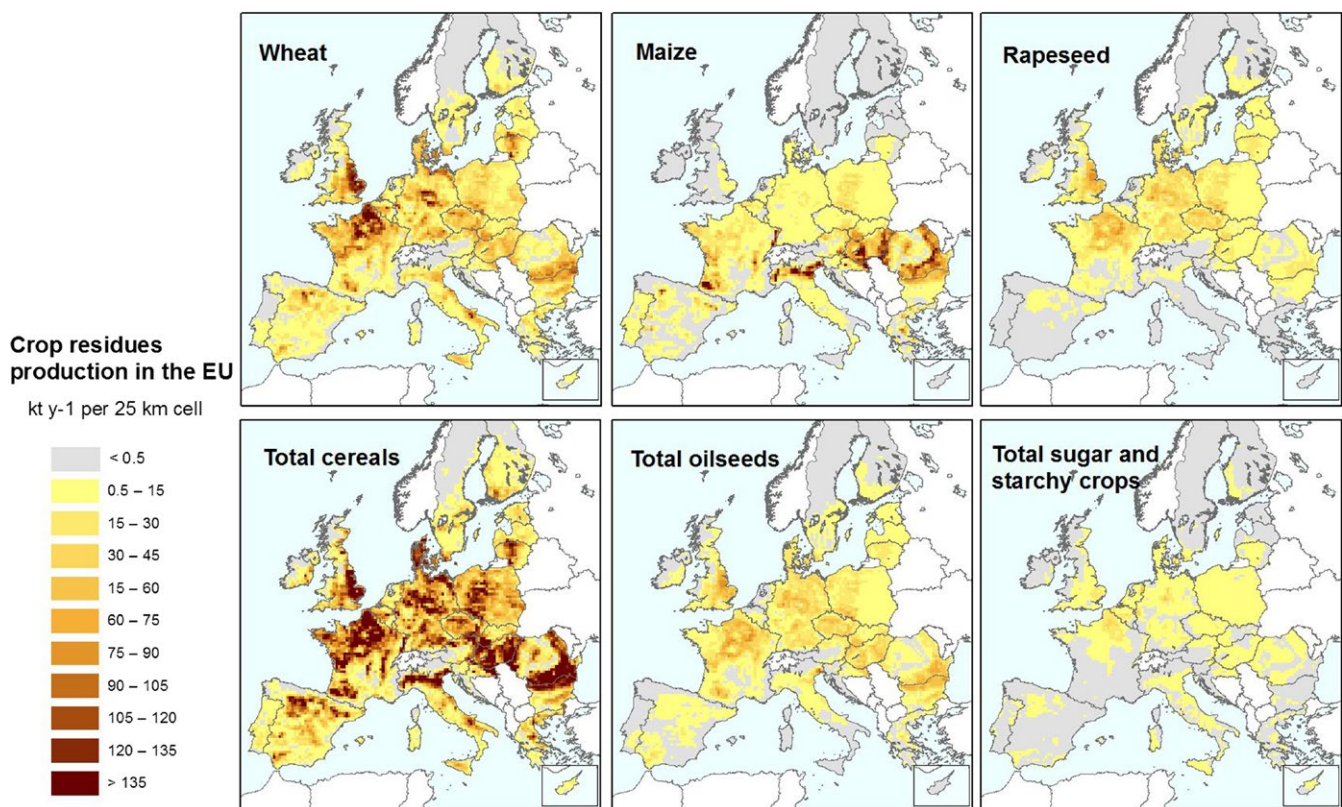 Wheat
Maize
Rapeseed
Crop residues
production in the EU
kt y-1 per 25 km cell
< 0.5
0.5 – 15
15 – 30
30 – 45
15 – 60
60 – 75
75 – 90
90 – 105
105 – 120
120 – 135
> 135
Total cereals
Total oilseeds
Total sugar and
starchy crops